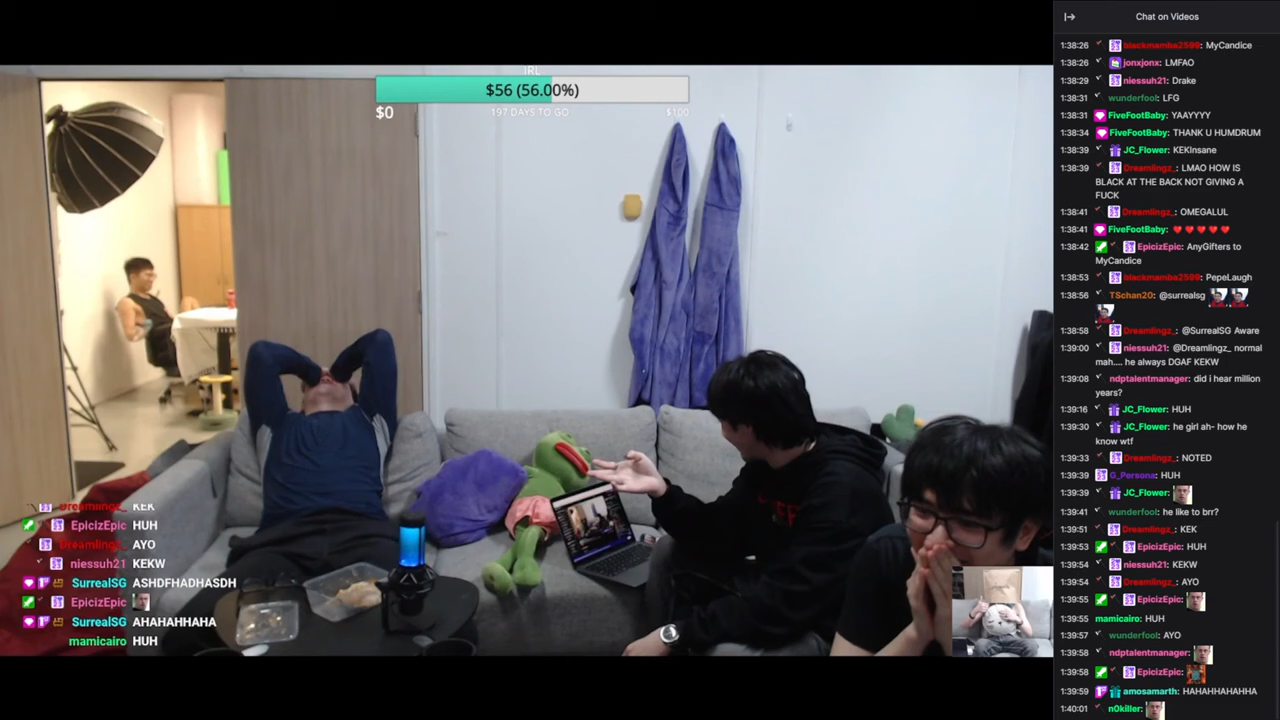 IRL
$56 (56.00%)
$0
197 DAYS TO GO
$100
Dreamlingz_: KEK
EpicizEpic HUH
Dreamlingz_ AYO
niessuh21 KEKW
SurrealSG ASHDFHADHASDH
EpicizEpic
SurrealSG AHAHAHHAHA
mamicairo HUH
Chat on Videos
1:38:26 blackmamba2599: MyCandice
1:38:26 jonxjonx: LMFAO
1:38:29 niessuh21: Drake
1:38:31 wunderfool: LFG
1:38:31 FiveFootBaby: YAAYYYY
1:38:34 FiveFootBaby: THANK U HUMDRUM
1:38:39 JC_Flower: KEKInsane
1:38:39 Dreamlingz_: LMAO HOW IS
BLACK AT THE BACK NOT GIVING A
FUCK
1:38:41 Dreamlingz_: OMEGALUL
1:38:41 FiveFootBaby: ❤️❤️❤️❤️❤️
1:38:42 EpicizEpic: AnyGifters to
MyCandice
1:38:53 blackmamba2599: PepeLaugh
1:38:56 TSchan20: @surrealsg
1:38:58 Dreamlingz_: @SurrealSG Aware
1:39:00 niessuh21: @Dreamlingz_ normal
mah.... he always DGAF KEKW
1:39:08 ndptalentmanager: did i hear million
years?
1:39:16 JC_Flower: HUH
1:39:30 JC_Flower: he girl ah- how he
know wtf
1:39:33 Dreamlingz_: NOTED
1:39:39 G_Persona: HUH
1:39:39 JC_Flower:
1:39:41 wunderfool: he like to brr?
1:39:51 Dreamlingz_: KEK
1:39:53 EpicizEpic: HUH
1:39:54 niessuh21: KEKW
1:39:54 Dreamlingz_: AYO
1:39:55 EpicizEpic:
1:39:55 mamicairo: HUH
1:39:57 wunderfool: AYO
1:39:58 ndptalentmanager:
1:39:58 EpicizEpic:
1:39:59 amosamarth: HAHAHHAHAHHA
1:40:01 n0killer: